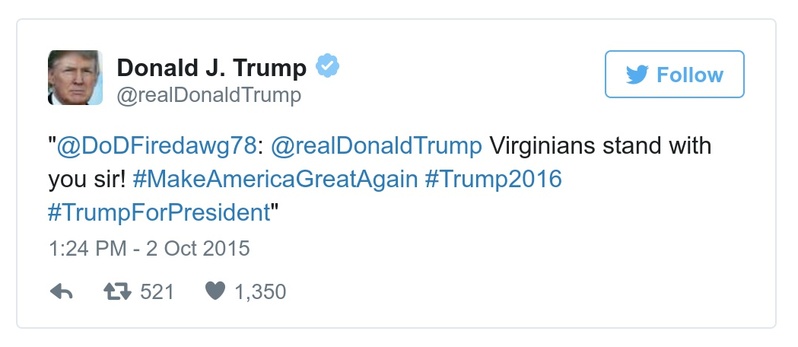 Donald J. Trump
@realDonaldTrump
Follow
"@DoDFiredawg78: @realDonaldTrump Virginians stand with
you sir! #MakeAmericaGreatAgain #Trump2016
#TrumpForPresident"
1:24 PM - 2 Oct 2015
521 1,350